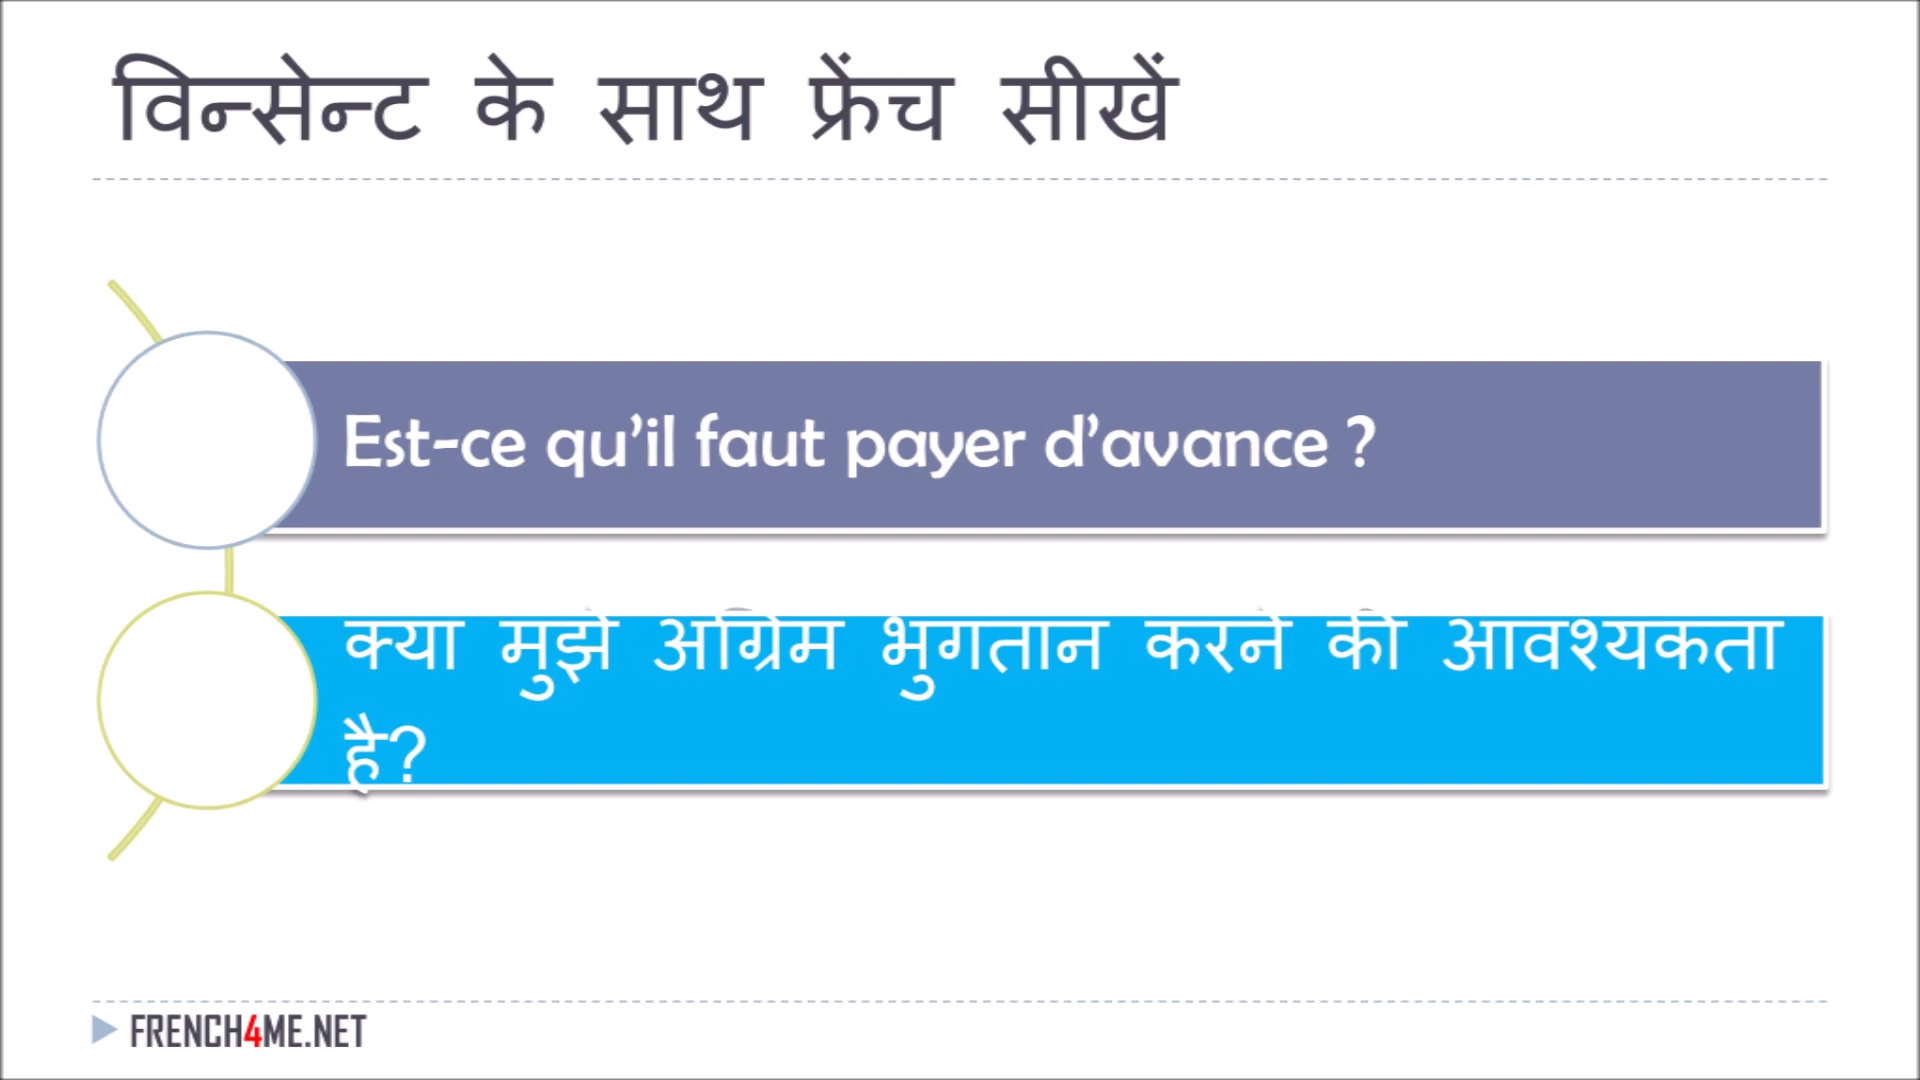 विन्सेन्ट के साथ फ्रेंच सीखें
Est-ce qu’il faut payer d’avance ?
क्या मुझे अग्रिम भुगतान करने की आवश्यकता
है?
FRENCH4ME.NET